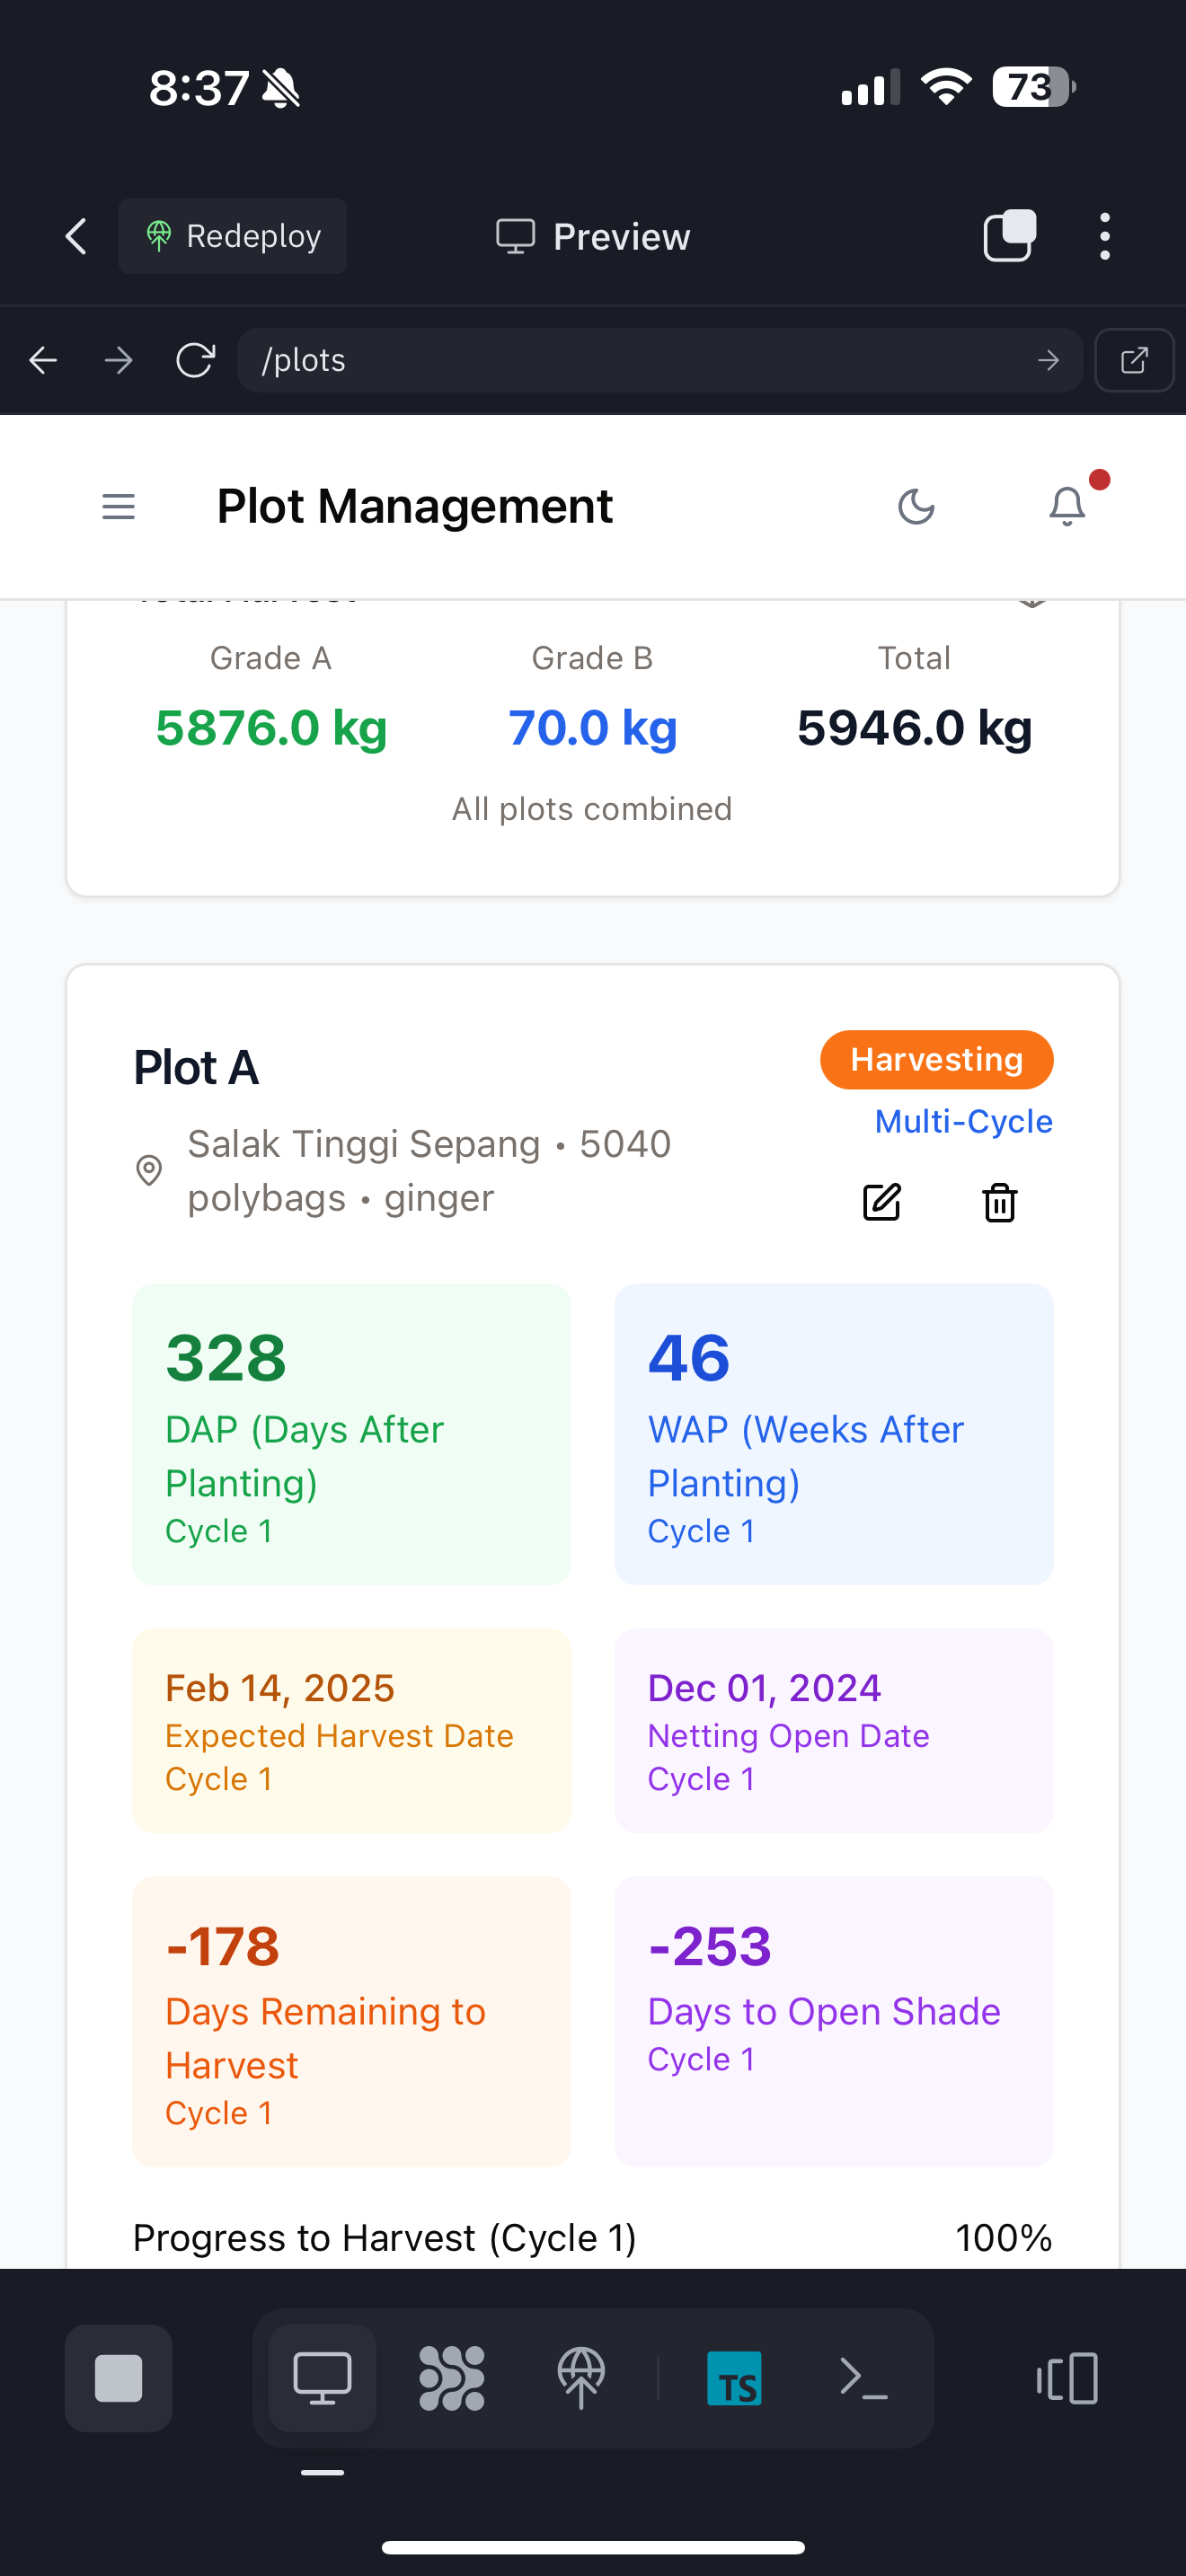 8:37
73
Redeploy
Preview
/plots
Plot Management
Grade A
Grade B
Total
5876.0 kg
70.0 kg
5946.0 kg
All plots combined
Plot A
Harvesting
Multi-Cycle
Salak Tinggi Sepang • 5040
polybags • ginger
328
DAP (Days After
Planting)
Cycle 1
46
WAP (Weeks After
Planting)
Cycle 1
Feb 14, 2025
Expected Harvest Date
Cycle 1
Dec 01, 2024
Netting Open Date
Cycle 1
-178
Days Remaining to
Harvest
Cycle 1
-253
Days to Open Shade
Cycle 1
Progress to Harvest (Cycle 1)
100%
TS